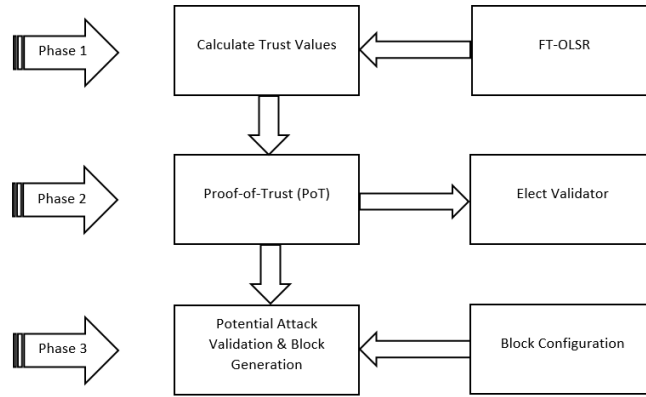 Phase 1
Calculate Trust Values
FT-OLSR
Phase 2
Proof-of-Trust (PoT)
Elect Validator
Phase 3
Potential Attack
Validation & Block
Generation
Block Configuration